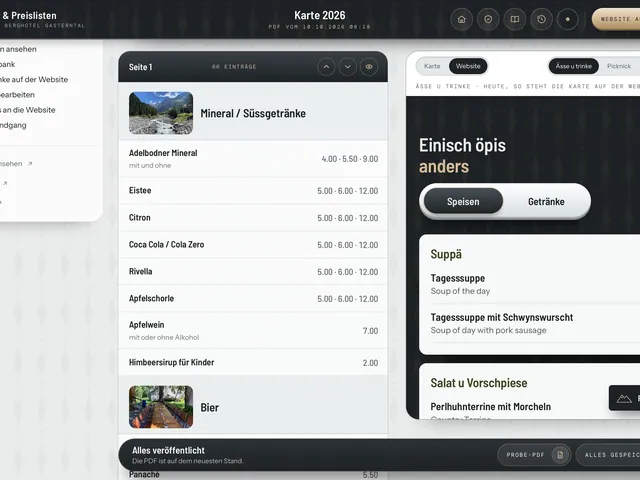 & Preislisten
BERGHOTEL GASTERNTAL
Karte 2026
PDF VOM 10.10.2026 08:18
WEBSITE
n ansehen
bank
nke auf der Website
earbeiten
s an die Website
ndgang
nsehen ↗
Seite 1
66 EINTRÄGE
Mineral / Süssgetränke
Adelbodner Mineral
4.00 · 5.50 · 9.00
mit und ohne
Eistee
5.00 · 6.00 · 12.00
Citron
5.00 · 6.00 · 12.00
Coca Cola / Cola Zero
5.00 · 6.00 · 12.00
Rivella
5.00 · 6.00 · 12.00
Apfelschorle
5.00 · 6.00 · 12.00
Apfelwein
7.00
mit oder ohne Alkohol
Himbeersirup für Kinder
2.00
Bier
Panaché
5.50
Karte
Website
Ässe u trinke
Picknick
ÄSSE U TRINKE · HEUTE, SO STEHT DIE KARTE AUF DER WEB
Einisch öpis
anders
Speisen
Getränke
Suppä
Tagesssuppe
Soup of the day
Tagesssuppe mit Schwynswurscht
Soup of day with pork sausage
Salat u Vorschpiese
Perlhuhnterrine mit Morcheln
Country Terrine
Alles veröffentlicht
Die PDF ist auf dem neuesten Stand.
PROBE-PDF
ALLES GESPEIC